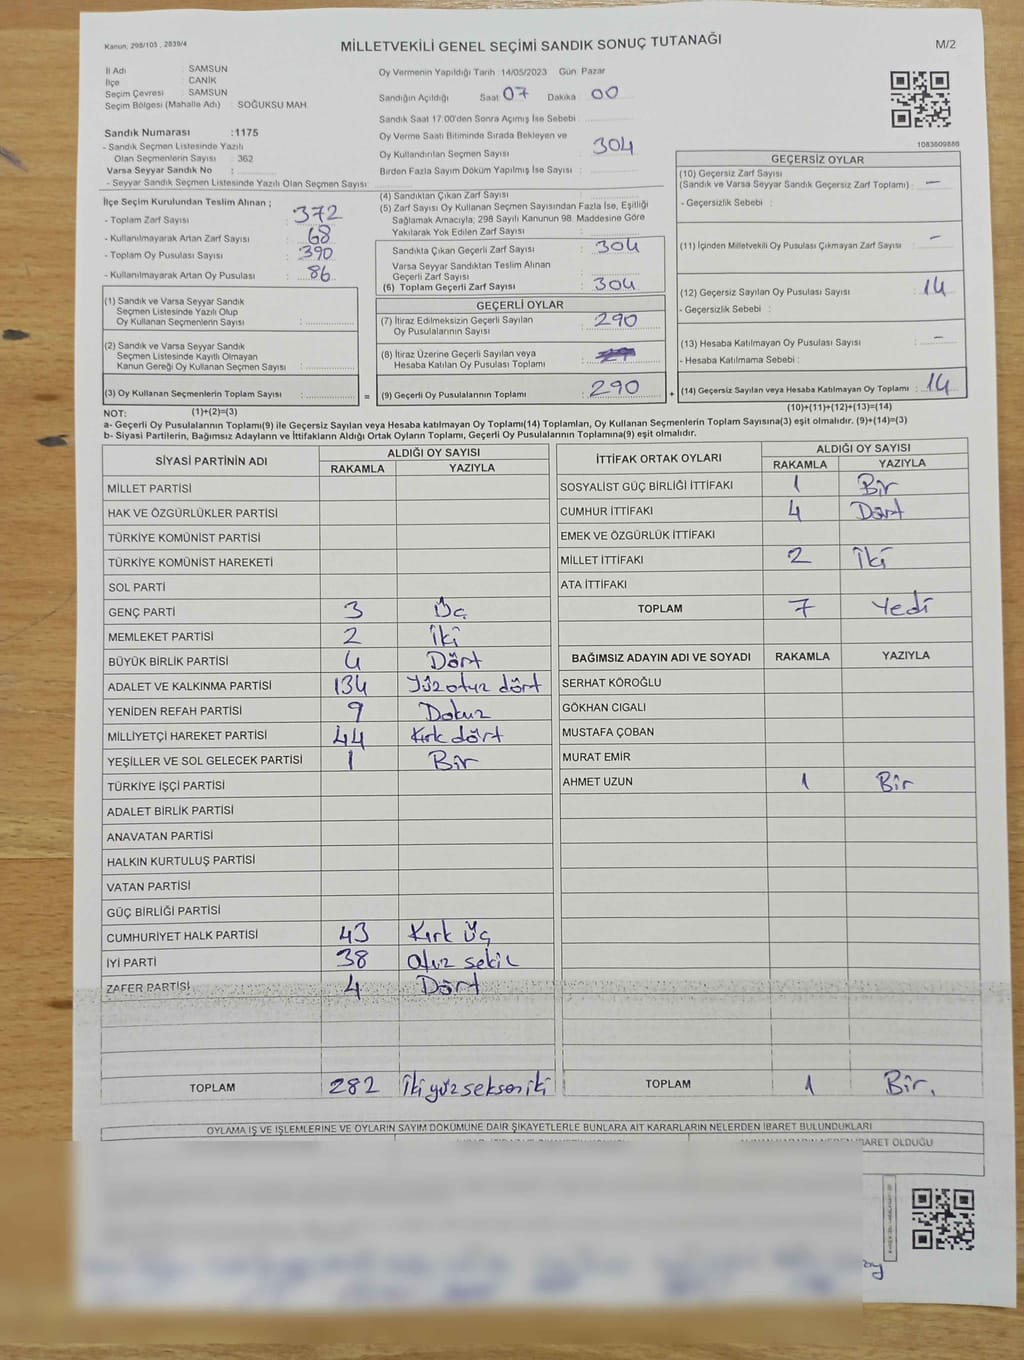 Kanun, 298/105 , 2839/4
MİLLETVEKİLİ GENEL SEÇİMİ SANDIK SONUÇ TUTANAĞI
M/2
İl Adı : SAMSUN
İlçe : CANİK
Seçim Çevresi : SAMSUN
Seçim Bölgesi (Mahalle Adı) : SOĞUKSU MAH.
Sandık Numarası :1175
- Sandık Seçmen Listesinde Yazılı
Olan Seçmenlerin Sayısı : 362
Varsa Seyyar Sandık No :
- Seyyar Sandık Seçmen Listesinde Yazılı Olan Seçmen Sayısı :
Oy Vermenin Yapıldığı Tarih :14/05/2023 Gün: Pazar
Sandığın Açıldığı Saat 07 Dakika 00
Sandık Saat 17:00'den Sonra Açımış İse Sebebi :
Oy Verme Saati Bitiminde Sırada Bekleyen ve
Oy Kullandırılan Seçmen Sayısı : 304
Birden Fazla Sayım Döküm Yapılmış İse Sayısı :
1083609880
İlçe Seçim Kurulundan Teslim Alınan ;
- Toplam Zarf Sayısı : 372
- Kullanılmayarak Artan Zarf Sayısı : 68
- Toplam Oy Pusulası Sayısı : 390
- Kullanılmayarak Artan Oy Pusulası : 86
(1) Sandık ve Varsa Seyyar Sandık
Seçmen Listesinde Yazılı Olup
Oy Kullanan Seçmenlerin Sayısı :
(2) Sandık ve Varsa Seyyar Sandık
Seçmen Listesinde Kayıtlı Olmayan
Kanun Gereği Oy Kullanan Seçmen Sayısı :
(3) Oy Kullanan Seçmenlerin Toplam Sayısı : =
(1)+(2)=(3)
(4) Sandıktan Çıkan Zarf Sayısı :
(5) Zarf Sayısı Oy Kullanan Seçmen Sayısından Fazla İse, Eşitliği
Sağlamak Amacıyla; 298 Sayılı Kanunun 98. Maddesine Göre
Yakılarak Yok Edilen Zarf Sayısı :
Sandıkta Çıkan Geçerli Zarf Sayısı : 304
Varsa Seyyar Sandıktan Teslim Alınan
Geçerli Zarf Sayısı :
(6) Toplam Geçerli Zarf Sayısı : 304
GEÇERLİ OYLAR
(7) İtiraz Edilmeksizin Geçerli Sayılan
Oy Pusulalarının Sayısı : 290
(8) İtiraz Üzerine Geçerli Sayılan veya
Hesaba Katılan Oy Pusulası Toplamı :
(9) Geçerli Oy Pusulalarının Toplamı : 290 +
GEÇERSİZ OYLAR
(10) Geçersiz Zarf Sayısı
(Sandık ve Varsa Seyyar Sandık Geçersiz Zarf Toplamı) : —
- Geçersizlik Sebebi :
(11) İçinden Milletvekili Oy Pusulası Çıkmayan Zarf Sayısı : —
(12) Geçersiz Sayılan Oy Pusulası Sayısı : 14
- Geçersizlik Sebebi :
(13) Hesaba Katılmayan Oy Pusulası Sayısı : —
- Hesaba Katılmama Sebebi :
(14) Geçersiz Sayılan veya Hesaba Katılmayan Oy Toplamı : 14
(10)+(11)+(12)+(13)=(14)
NOT:
a- Geçerli Oy Pusulalarının Toplamı(9) ile Geçersiz Sayılan veya Hesaba katılmayan Oy Toplamı(14) Toplamları, Oy Kullanan Seçmenlerin Toplam Sayısına(3) eşit olmalıdır. (9)+(14)=(3)
b- Siyasi Partilerin, Bağımsız Adayların ve İttifakların Aldığı Ortak Oyların Toplamı, Geçerli Oy Pusulalarının Toplamına(9) eşit olmalıdır.
SİYASİ PARTİNİN ADI ALDIĞI OY SAYISI
RAKAMLA YAZIYLA
MİLLET PARTİSİ
HAK VE ÖZGÜRLÜKLER PARTİSİ
TÜRKİYE KOMÜNİST PARTİSİ
TÜRKİYE KOMÜNİST HAREKETİ
SOL PARTİ
GENÇ PARTİ 3 Üç
MEMLEKET PARTİSİ 2 İki
BÜYÜK BİRLİK PARTİSİ 4 Dört
ADALET VE KALKINMA PARTİSİ 134 Yüzotuz dört
YENİDEN REFAH PARTİSİ 9 Dokuz
MİLLİYETÇİ HAREKET PARTİSİ 44 Kırk dört
YEŞİLLER VE SOL GELECEK PARTİSİ 1 Bir
TÜRKİYE İŞÇİ PARTİSİ
ADALET BİRLİK PARTİSİ
ANAVATAN PARTİSİ
HALKIN KURTULUŞ PARTİSİ
VATAN PARTİSİ
GÜÇ BİRLİĞİ PARTİSİ
CUMHURİYET HALK PARTİSİ 43 Kırk Üç
İYİ PARTİ 38 Otuz sekiz
ZAFER PARTİSİ 4 Dört
TOPLAM 282 İkiyüzseksen iki
İTTİFAK ORTAK OYLARI ALDIĞI OY SAYISI
RAKAMLA YAZIYLA
SOSYALİST GÜÇ BİRLİĞİ İTTİFAKI 1 Bir
CUMHUR İTTİFAKI 4 Dört
EMEK VE ÖZGÜRLÜK İTTİFAKI
MİLLET İTTİFAKI 2 İki
ATA İTTİFAKI
TOPLAM 7 Yedi
BAĞIMSIZ ADAYIN ADI VE SOYADI RAKAMLA YAZIYLA
SERHAT KÖROĞLU
GÖKHAN CIGALI
MUSTAFA ÇOBAN
MURAT EMİR
AHMET UZUN 1 Bir
TOPLAM 1 Bir.
OYLAMA İŞ VE İŞLEMLERİNE VE OYLARIN SAYIM DÖKÜMÜNE DAİR ŞİKAYETLERLE BUNLARA AİT KARARLARIN NELERDEN İBARET BULUNDUKLARI
İBARET OLDUĞU